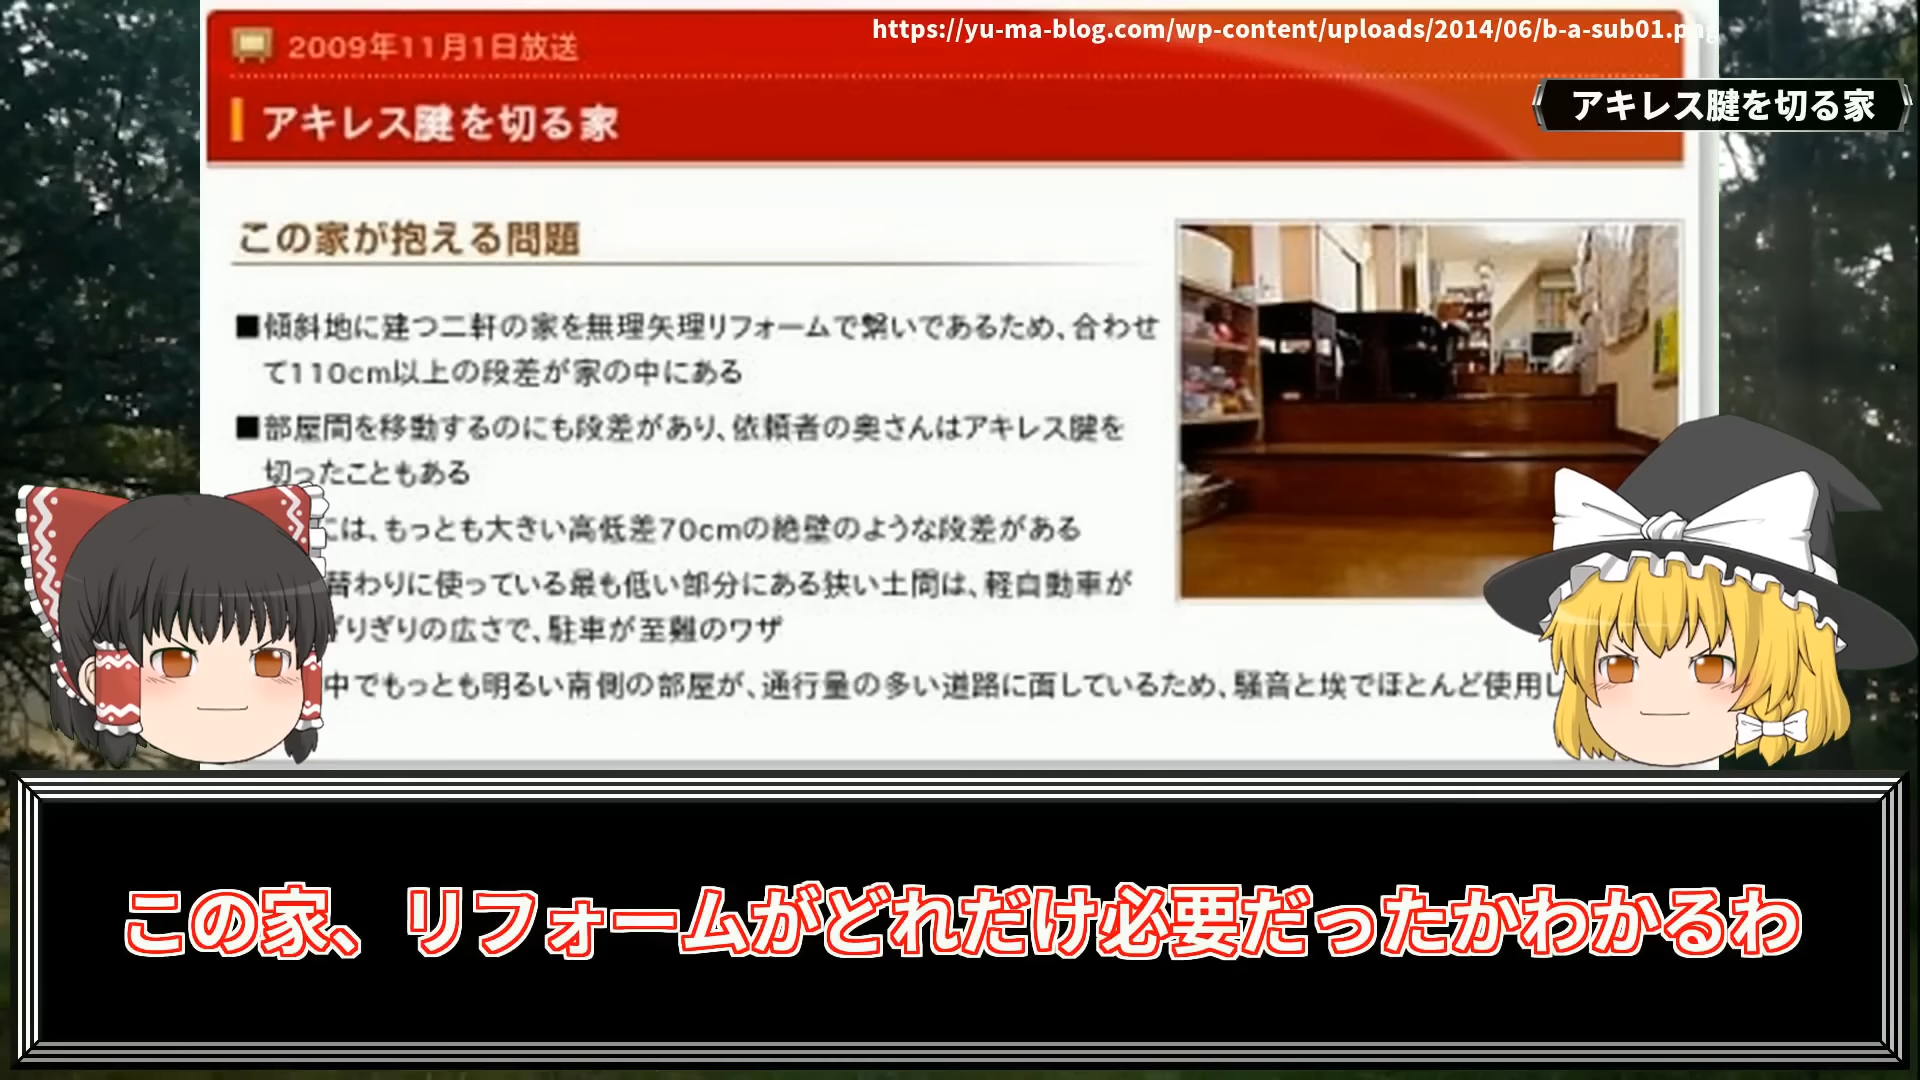 https://yu-ma-blog.com/wp-content/uploads/2014/06/b-a-sub01.png
2009年11月1日放送
アキレス腱を切る家
アキレス腱を切る家
この家が抱える問題
■傾斜地に建つ二軒の家を無理矢理リフォームで繋いであるため、合わせ
て110cm以上の段差が家の中にある
■部屋間を移動するのにも段差があり、依頼者の奥さんはアキレス腱を
切ったこともある
には、もっとも大きい高低差70cmの絶壁のような段差がある
替わりに使っている最も低い部分にある狭い土間は、軽自動車が
ぎりぎりの広さで、駐車が至難のワザ
中でもっとも明るい南側の部屋が、通行量の多い道路に面しているため、騒音と埃でほとんど使用し
この家、リフォームがどれだけ必要だったかわかるわ